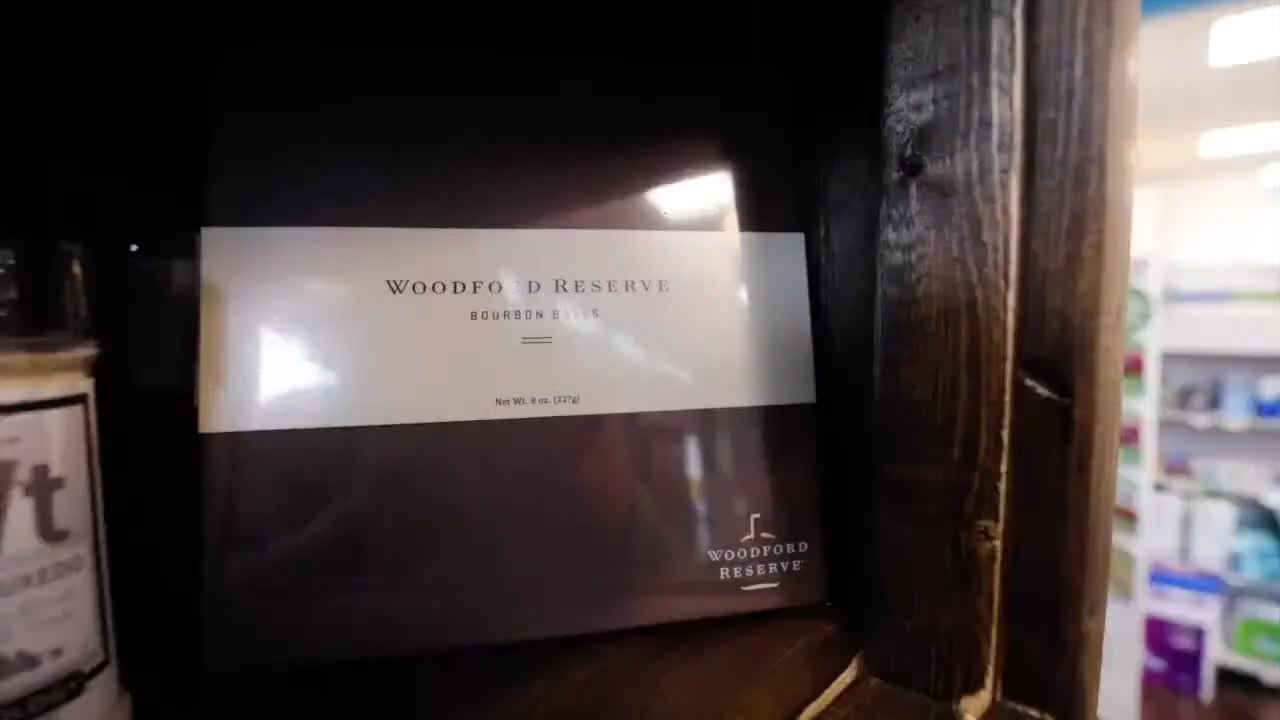 WOODFORD RESERVE
BOURBON BALLS
Net Wt. 8 oz. (227g)
WOODFORD
RESERVE